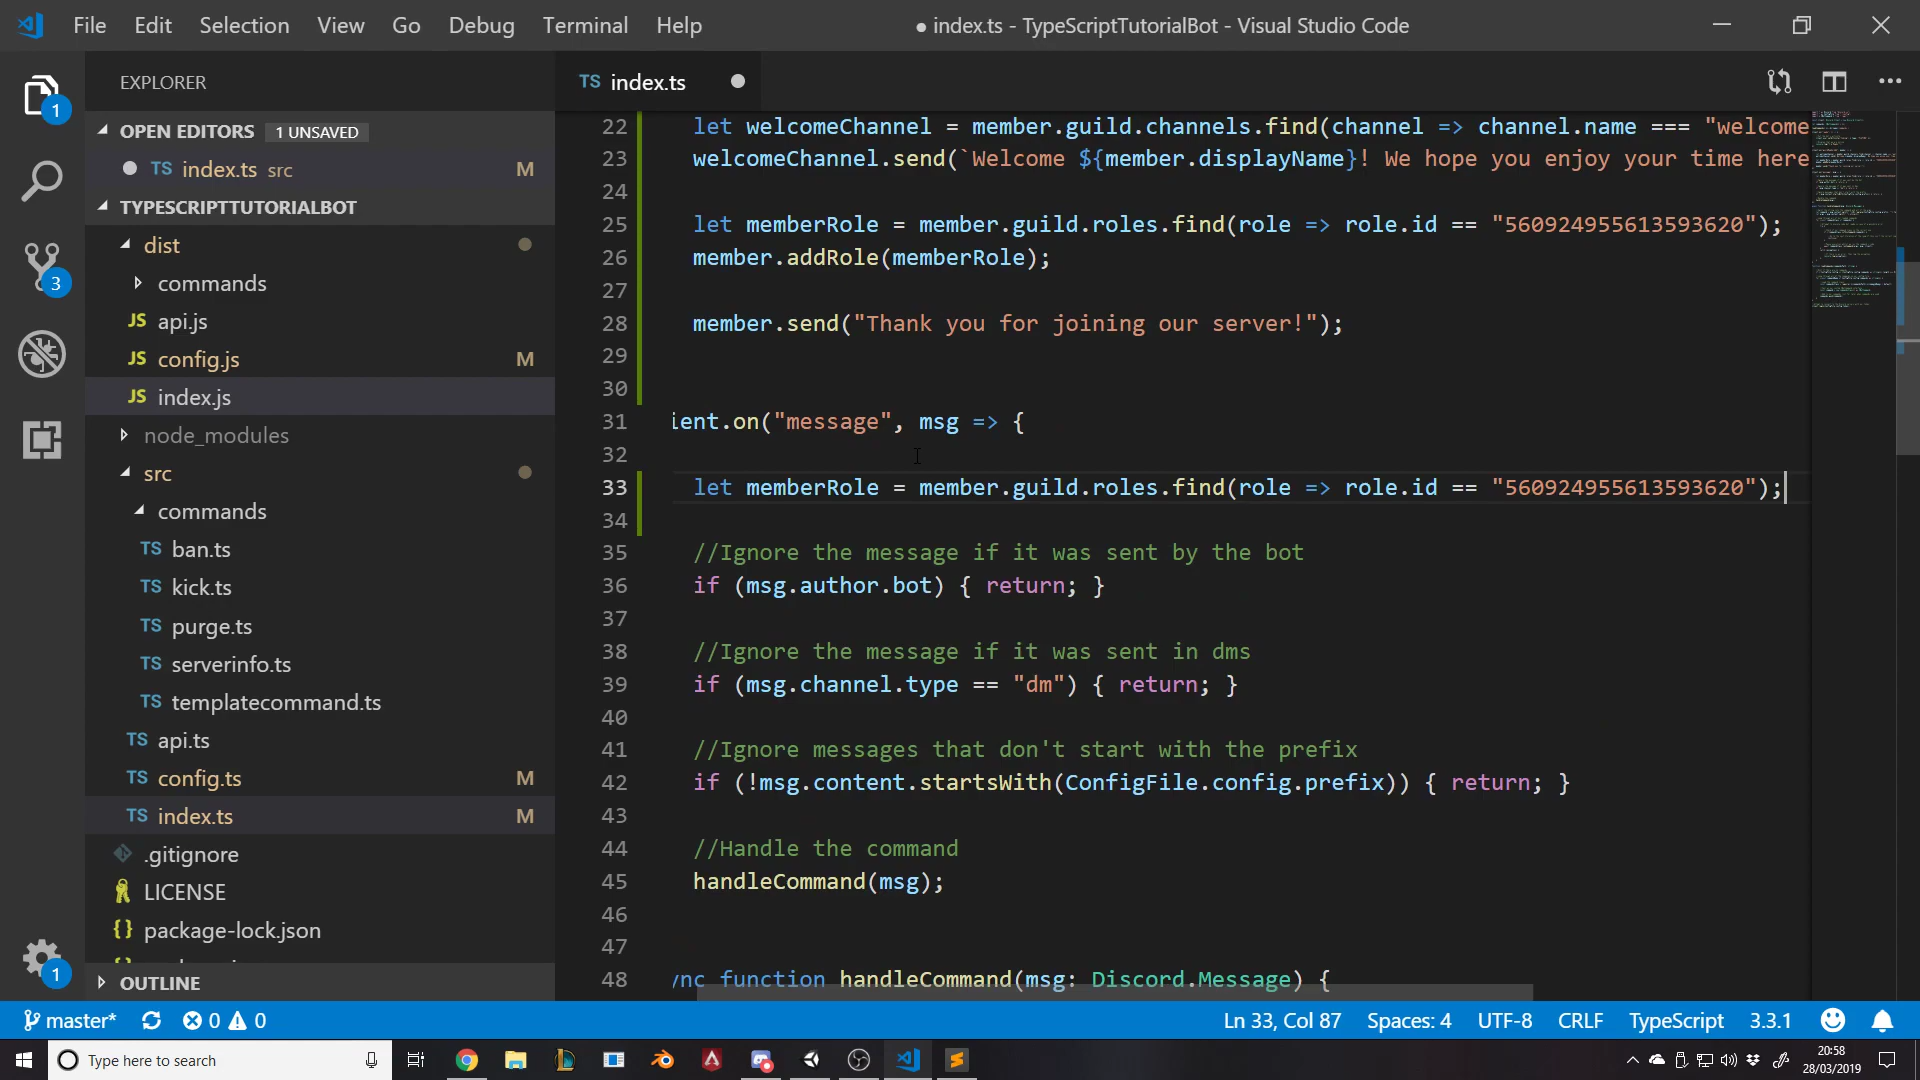 File Edit Selection View Go Debug Terminal Help
● index.ts - TypeScriptTutorialBot - Visual Studio Code
EXPLORER
1
OPEN EDITORS 1 UNSAVED
TS index.ts src M
TYPESCRIPTTUTORIALBOT
dist
commands
JS api.js
JS config.js M
JS index.js
node_modules
src
commands
TS ban.ts
TS kick.ts
TS purge.ts
TS serverinfo.ts
TS templatecommand.ts
TS api.ts
TS config.ts M
TS index.ts M
.gitignore
LICENSE
{} package-lock.json
OUTLINE
3
1
TS index.ts
22 let welcomeChannel = member.guild.channels.find(channel => channel.name === "welcome
23 welcomeChannel.send(`Welcome ${member.displayName}! We hope you enjoy your time here
24
25 let memberRole = member.guild.roles.find(role => role.id == "560924955613593620");
26 member.addRole(memberRole);
27
28 member.send("Thank you for joining our server!");
29
30
31 ient.on("message", msg => {
32
33 let memberRole = member.guild.roles.find(role => role.id == "560924955613593620");
34
35 //Ignore the message if it was sent by the bot
36 if (msg.author.bot) { return; }
37
38 //Ignore the message if it was sent in dms
39 if (msg.channel.type == "dm") { return; }
40
41 //Ignore messages that don't start with the prefix
42 if (!msg.content.startsWith(ConfigFile.config.prefix)) { return; }
43
44 //Handle the command
45 handleCommand(msg);
46
47
48 ync function handleCommand(msg: Discord.Message) {
master* 0 0
Ln 33, Col 87 Spaces: 4 UTF-8 CRLF TypeScript 3.3.1
Type here to search
20:58
28/03/2019